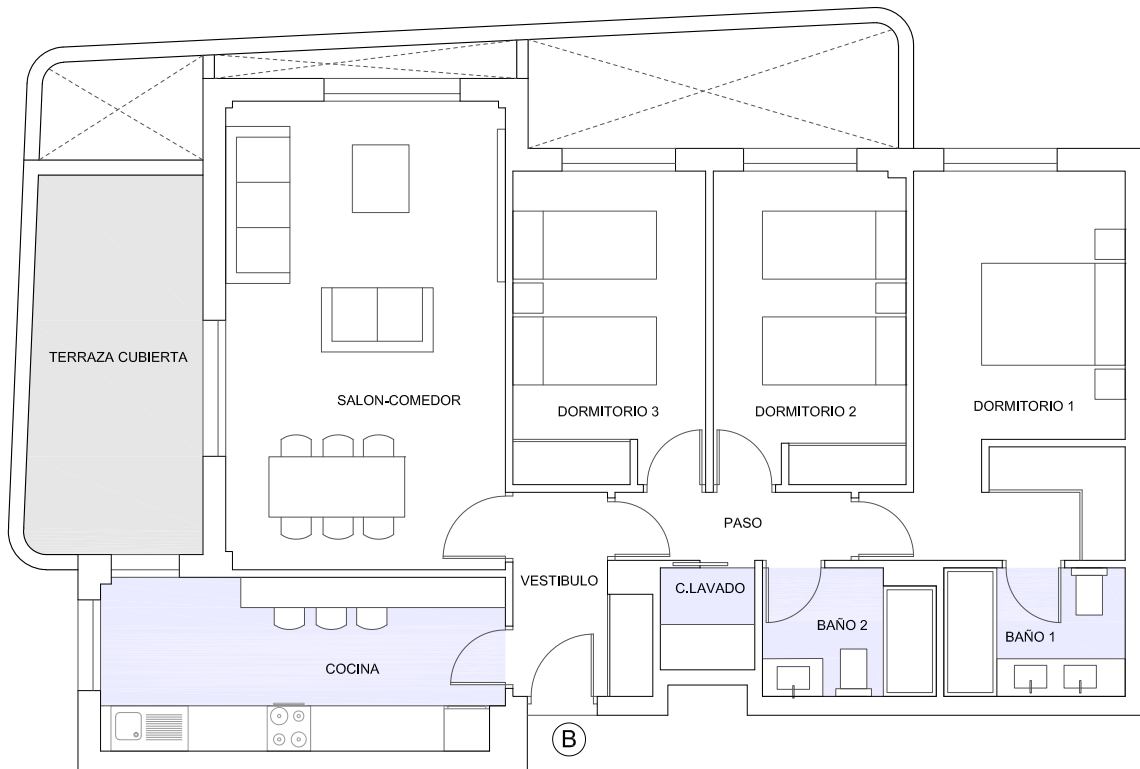 TERRAZA CUBIERTA
SALON-COMEDOR
DORMITORIO 3
DORMITORIO 2
DORMITORIO 1
PASO
VESTIBULO
C.LAVADO
BAÑO 2
BAÑO 1
COCINA
B